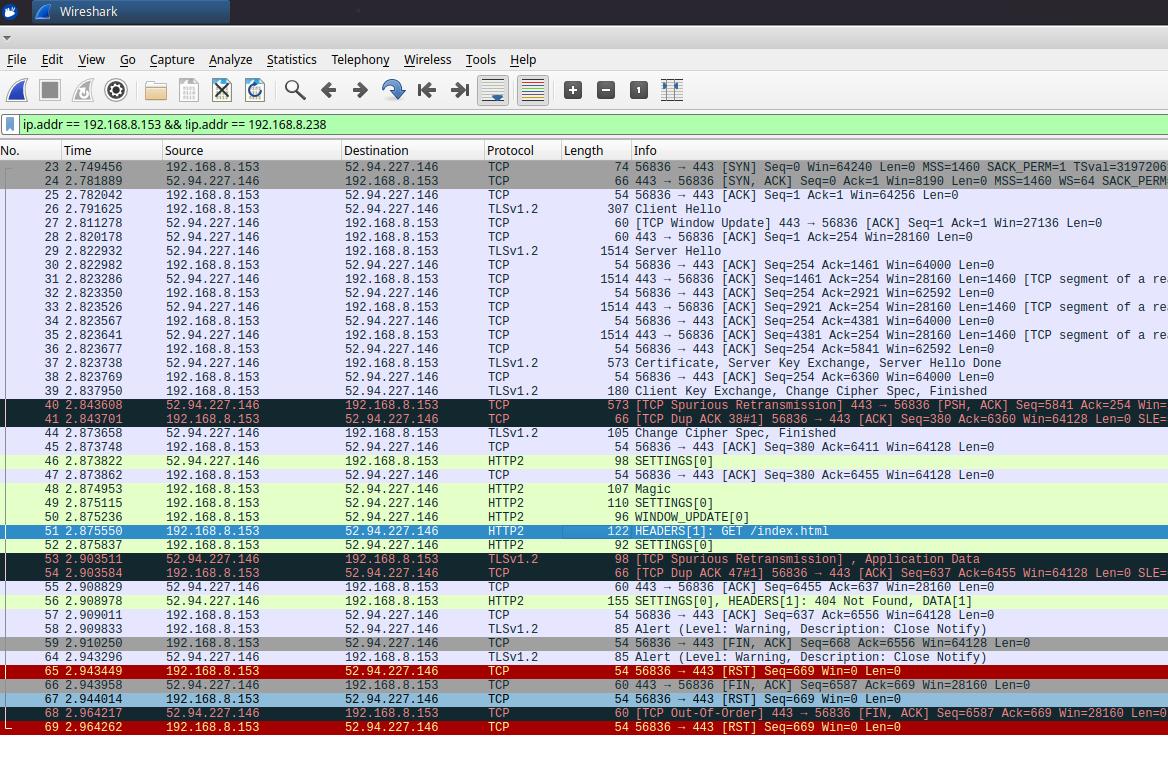 Wireshark
File Edit View Go Capture Analyze Statistics Telephony Wireless Tools Help
ip.addr == 192.168.8.153 && !ip.addr == 192.168.8.238
No. Time Source Destination Protocol Length Info
23 2.749456 192.168.8.153 52.94.227.146 TCP 74 56836 → 443 [SYN] Seq=0 Win=64240 Len=0 MSS=1460 SACK_PERM=1 TSval=3197206
24 2.781889 52.94.227.146 192.168.8.153 TCP 66 443 → 56836 [SYN, ACK] Seq=0 Ack=1 Win=8190 Len=0 MSS=1460 WS=64 SACK_PERM
25 2.782042 192.168.8.153 52.94.227.146 TCP 54 56836 → 443 [ACK] Seq=1 Ack=1 Win=64256 Len=0
26 2.791625 192.168.8.153 52.94.227.146 TLSv1.2 307 Client Hello
27 2.811278 52.94.227.146 192.168.8.153 TCP 60 [TCP Window Update] 443 → 56836 [ACK] Seq=1 Ack=1 Win=27136 Len=0
28 2.820178 52.94.227.146 192.168.8.153 TCP 60 443 → 56836 [ACK] Seq=1 Ack=254 Win=28160 Len=0
29 2.822932 52.94.227.146 192.168.8.153 TLSv1.2 1514 Server Hello
30 2.822982 192.168.8.153 52.94.227.146 TCP 54 56836 → 443 [ACK] Seq=254 Ack=1461 Win=64000 Len=0
31 2.823286 52.94.227.146 192.168.8.153 TCP 1514 443 → 56836 [ACK] Seq=1461 Ack=254 Win=28160 Len=1460 [TCP segment of a rea
32 2.823350 192.168.8.153 52.94.227.146 TCP 54 56836 → 443 [ACK] Seq=254 Ack=2921 Win=62592 Len=0
33 2.823526 52.94.227.146 192.168.8.153 TCP 1514 443 → 56836 [ACK] Seq=2921 Ack=254 Win=28160 Len=1460 [TCP segment of a rea
34 2.823567 192.168.8.153 52.94.227.146 TCP 54 56836 → 443 [ACK] Seq=254 Ack=4381 Win=64000 Len=0
35 2.823641 52.94.227.146 192.168.8.153 TCP 1514 443 → 56836 [ACK] Seq=4381 Ack=254 Win=28160 Len=1460 [TCP segment of a rea
36 2.823677 192.168.8.153 52.94.227.146 TCP 54 56836 → 443 [ACK] Seq=254 Ack=5841 Win=62592 Len=0
37 2.823738 52.94.227.146 192.168.8.153 TLSv1.2 573 Certificate, Server Key Exchange, Server Hello Done
38 2.823769 192.168.8.153 52.94.227.146 TCP 54 56836 → 443 [ACK] Seq=254 Ack=6360 Win=64000 Len=0
39 2.837950 192.168.8.153 52.94.227.146 TLSv1.2 180 Client Key Exchange, Change Cipher Spec, Finished
40 2.843608 52.94.227.146 192.168.8.153 TCP 573 [TCP Spurious Retransmission] 443 → 56836 [PSH, ACK] Seq=5841 Ack=254 Win=
41 2.843701 192.168.8.153 52.94.227.146 TCP 66 [TCP Dup ACK 38#1] 56836 → 443 [ACK] Seq=380 Ack=6360 Win=64128 Len=0 SLE=
44 2.873658 52.94.227.146 192.168.8.153 TLSv1.2 105 Change Cipher Spec, Finished
45 2.873748 192.168.8.153 52.94.227.146 TCP 54 56836 → 443 [ACK] Seq=380 Ack=6411 Win=64128 Len=0
46 2.873822 52.94.227.146 192.168.8.153 HTTP2 98 SETTINGS[0]
47 2.873862 192.168.8.153 52.94.227.146 TCP 54 56836 → 443 [ACK] Seq=380 Ack=6455 Win=64128 Len=0
48 2.874953 192.168.8.153 52.94.227.146 HTTP2 107 Magic
49 2.875115 192.168.8.153 52.94.227.146 HTTP2 110 SETTINGS[0]
50 2.875236 192.168.8.153 52.94.227.146 HTTP2 96 WINDOW_UPDATE[0]
51 2.875550 192.168.8.153 52.94.227.146 HTTP2 122 HEADERS[1]: GET /index.html
52 2.875837 192.168.8.153 52.94.227.146 HTTP2 92 SETTINGS[0]
53 2.903511 52.94.227.146 192.168.8.153 TLSv1.2 98 [TCP Spurious Retransmission] , Application Data
54 2.903584 192.168.8.153 52.94.227.146 TCP 66 [TCP Dup ACK 47#1] 56836 → 443 [ACK] Seq=637 Ack=6455 Win=64128 Len=0 SLE=
55 2.908829 52.94.227.146 192.168.8.153 TCP 60 443 → 56836 [ACK] Seq=6455 Ack=637 Win=28160 Len=0
56 2.908978 52.94.227.146 192.168.8.153 HTTP2 155 SETTINGS[0], HEADERS[1]: 404 Not Found, DATA[1]
57 2.909011 192.168.8.153 52.94.227.146 TCP 54 56836 → 443 [ACK] Seq=637 Ack=6556 Win=64128 Len=0
58 2.909833 192.168.8.153 52.94.227.146 TLSv1.2 85 Alert (Level: Warning, Description: Close Notify)
59 2.910250 192.168.8.153 52.94.227.146 TCP 54 56836 → 443 [FIN, ACK] Seq=668 Ack=6556 Win=64128 Len=0
64 2.943296 52.94.227.146 192.168.8.153 TLSv1.2 85 Alert (Level: Warning, Description: Close Notify)
65 2.943449 192.168.8.153 52.94.227.146 TCP 54 56836 → 443 [RST] Seq=669 Win=0 Len=0
66 2.943958 52.94.227.146 192.168.8.153 TCP 60 443 → 56836 [FIN, ACK] Seq=6587 Ack=669 Win=28160 Len=0
67 2.944014 192.168.8.153 52.94.227.146 TCP 54 56836 → 443 [RST] Seq=669 Win=0 Len=0
68 2.964217 52.94.227.146 192.168.8.153 TCP 60 [TCP Out-Of-Order] 443 → 56836 [FIN, ACK] Seq=6587 Ack=669 Win=28160 Len=0
69 2.964262 192.168.8.153 52.94.227.146 TCP 54 56836 → 443 [RST] Seq=669 Win=0 Len=0